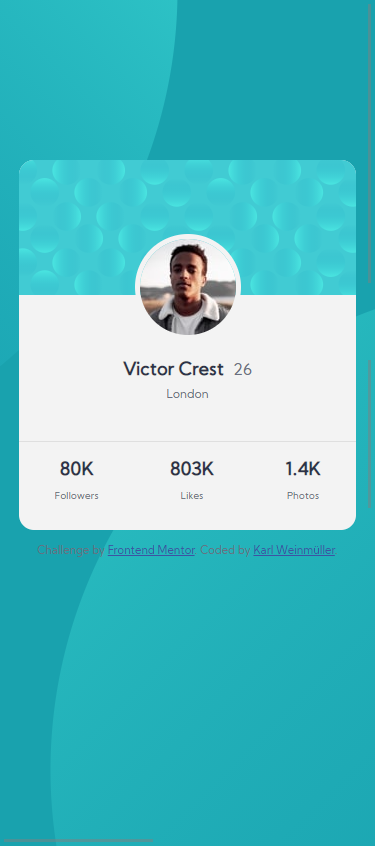 Victor Crest 26
London
80K 803K 1.4K
Followers Likes Photos
Challenge by Frontend Mentor. Coded by Karl Weinmüller.